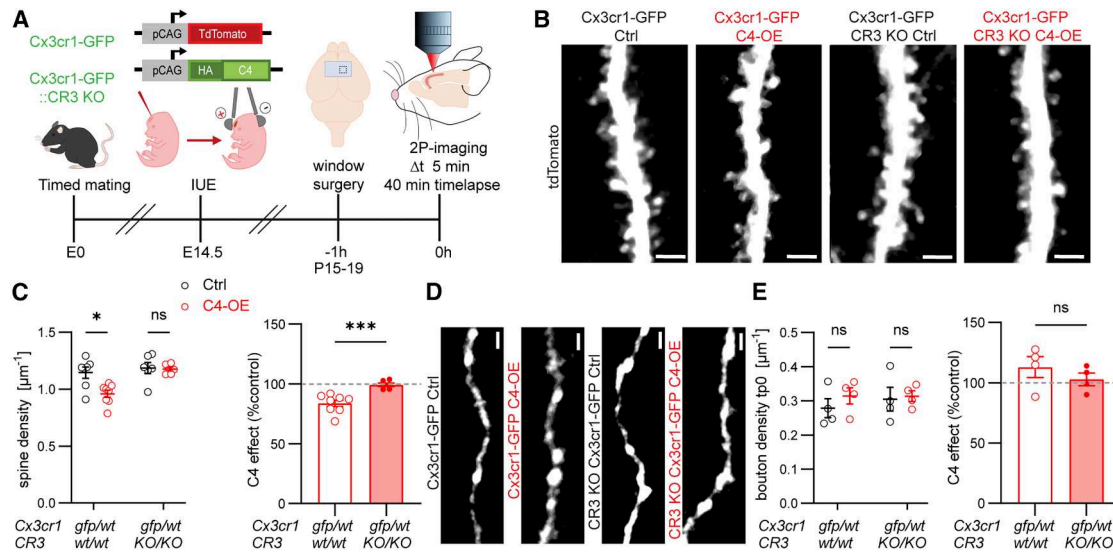 A
Cx3cr1-GFP
pCAG
TdTomato
Cx3cr1-GFP
::CR3 KO
pCAG
HA
C4
Timed mating
IUE
window
surgery
2P-imaging
Δt 5 min
40 min timelapse
E0
E14.5
-1h
P15-19
0h
B
Cx3cr1-GFP
Ctrl
Cx3cr1-GFP
C4-OE
Cx3cr1-GFP
CR3 KO Ctrl
Cx3cr1-GFP
CR3 KO C4-OE
tdTomato
C
Ctrl
C4-OE
*
ns
spine density [µm⁻¹]
1.5
1.0
0.5
0.0
Cx3cr1 gfp/wt gfp/wt
CR3 wt/wt KO/KO
***
C4 effect (%control)
150
100
50
0
Cx3cr1 gfp/wt gfp/wt
CR3 wt/wt KO/KO
D
Cx3cr1-GFP Ctrl
Cx3cr1-GFP C4-OE
CR3 KO Cx3cr1-GFP Ctrl
CR3 KO Cx3cr1-GFP C4-OE
E
ns
ns
bouton density tp0 [µm⁻¹]
0.5
0.4
0.3
0.2
0.1
0.0
Cx3cr1 gfp/wt gfp/wt
CR3 wt/wt KO/KO
ns
C4 effect (%control)
150
100
50
0
Cx3cr1 gfp/wt gfp/wt
CR3 wt/wt KO/KO